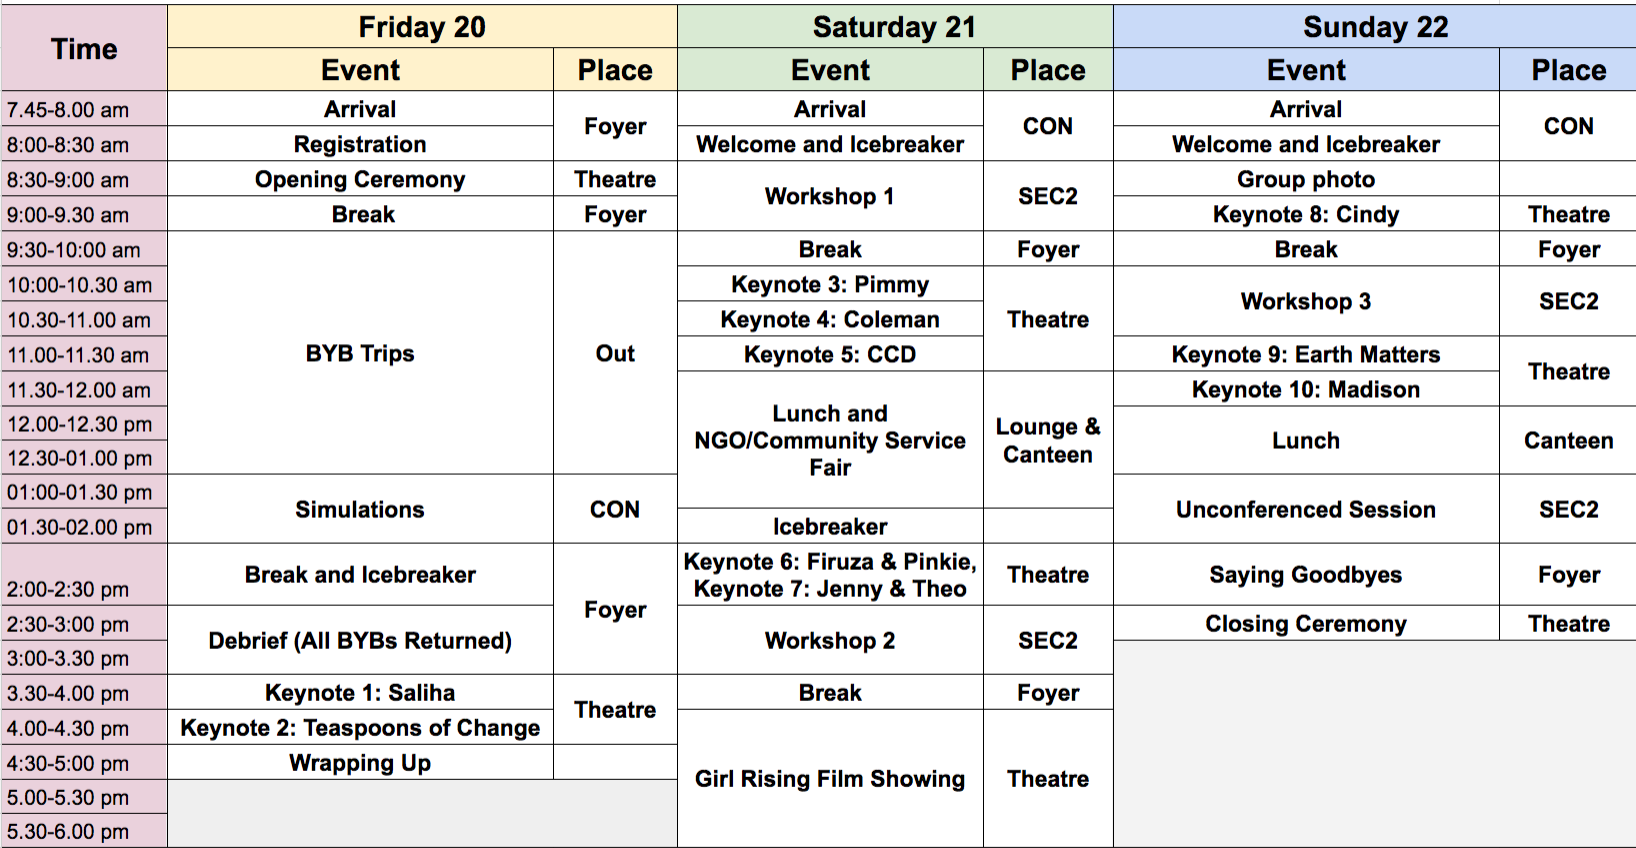 Time Friday 20 Saturday 21 Sunday 22
Event Place Event Place Event Place
7.45-8.00 am Arrival Foyer Arrival CON Arrival CON
8:00-8:30 am Registration Welcome and Icebreaker Welcome and Icebreaker
8:30-9:00 am Opening Ceremony Theatre Workshop 1 SEC2 Group photo
9:00-9.30 am Break Foyer Keynote 8: Cindy Theatre
9:30-10:00 am BYB Trips Out Break Foyer Break Foyer
10:00-10.30 am Keynote 3: Pimmy Theatre Workshop 3 SEC2
10.30-11.00 am Keynote 4: Coleman
11.00-11.30 am Keynote 5: CCD Keynote 9: Earth Matters Theatre
11.30-12.00 am Lunch and Lounge & Keynote 10: Madison
12.00-12.30 pm NGO/Community Service Canteen Lunch Canteen
12.30-01.00 pm Fair
01:00-01.30 pm Simulations CON Unconferenced Session SEC2
01.30-02.00 pm Icebreaker
2:00-2:30 pm Break and Icebreaker Foyer Keynote 6: Firuza & Pinkie, Theatre Saying Goodbyes Foyer
Keynote 7: Jenny & Theo
2:30-3:00 pm Debrief (All BYBs Returned) Workshop 2 SEC2 Closing Ceremony Theatre
3:00-3.30 pm
3.30-4.00 pm Keynote 1: Saliha Theatre Break Foyer
4.00-4.30 pm Keynote 2: Teaspoons of Change Girl Rising Film Showing Theatre
4:30-5:00 pm Wrapping Up
5.00-5.30 pm
5.30-6.00 pm